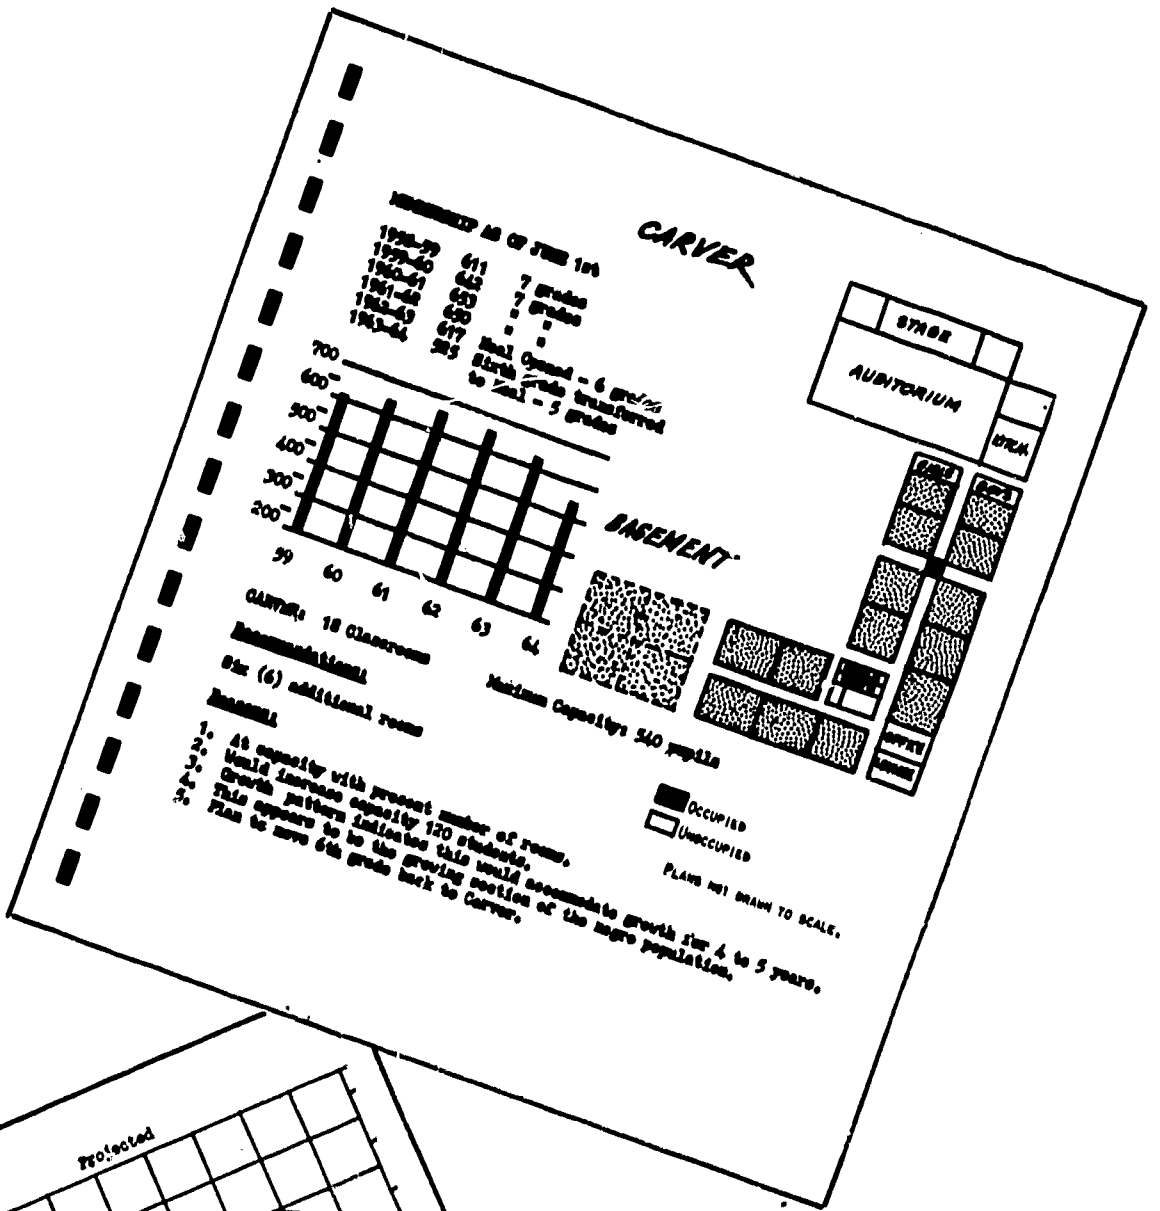 CARVER
MEMBERSHIP AS OF JUNE 1st
1958-59 611 7 grades
1959-60 642 7 grades
1960-61 653 " "
1961-62 650 " "
1962-63 617 Neal Opened - 6 grades
1963-64 585 Sixth Grade transferred
to Neal - 5 grades
700
600
500
400
300
200
59 60 61 62 63 64
CARVER: 18 Classrooms
Maximum Capacity: 540 pupils
Recommendations:
Six (6) additional rooms
Reasons:
1. At capacity with present number of rooms.
2. Would increase capacity 120 students.
3. Growth pattern indicates this would accommodate growth for 4 to 5 years.
4. This appears to be the growing section of the negro population.
5. Plan to move 6th grade back to Carver.
STAGE
AUDITORIUM
KITCH.
GIRLS
BOYS
BASEMENT
OFFICE
LOUNGE
OCCUPIED
UNOCCUPIED
PLANS NOT DRAWN TO SCALE.
Projected